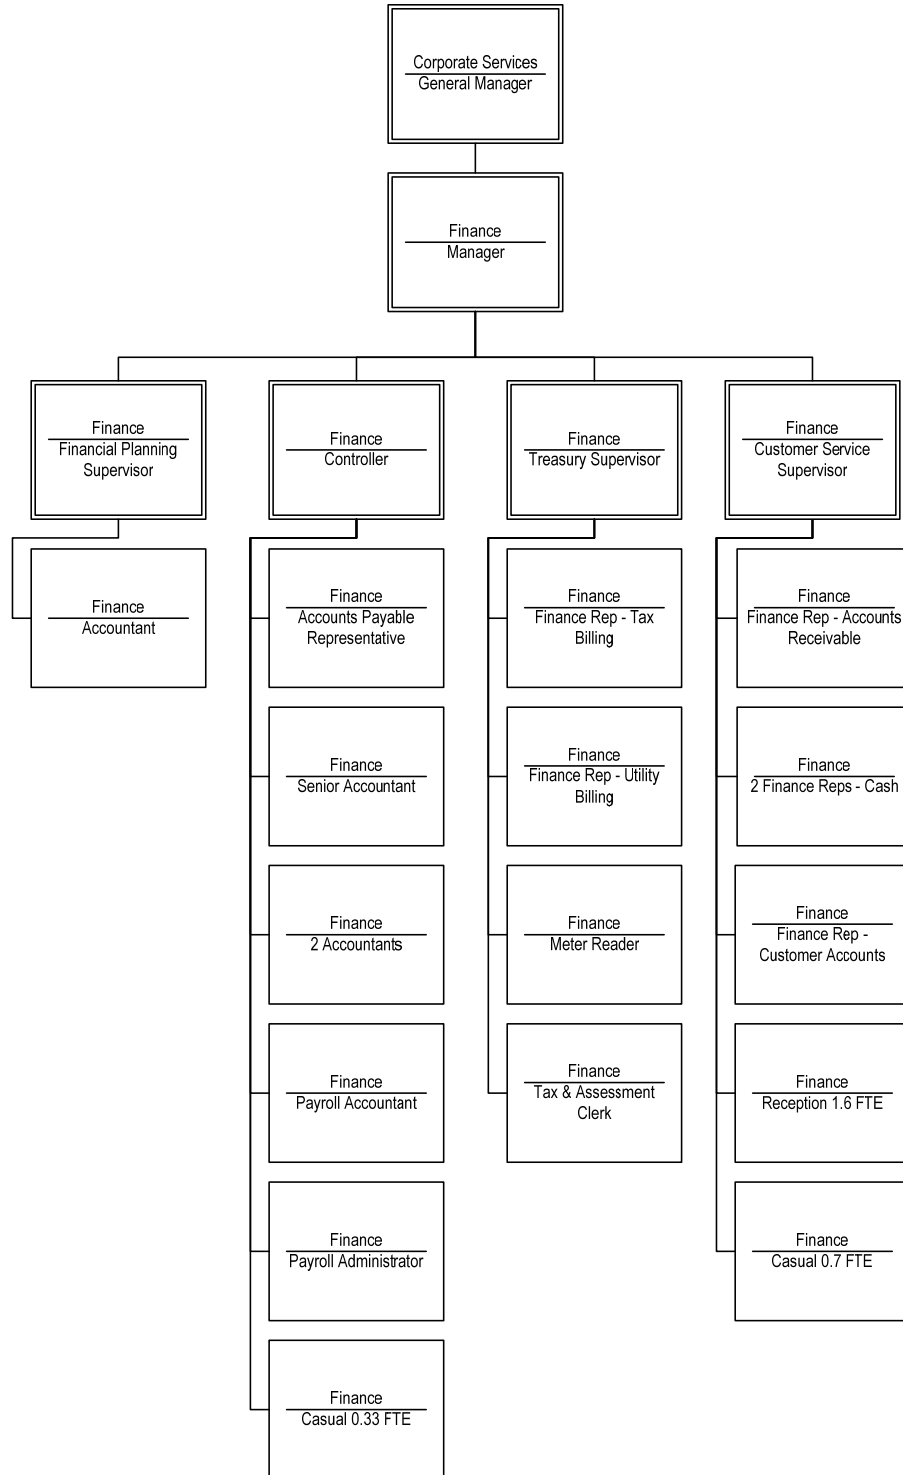 Corporate Services
General Manager
Finance
Manager
Finance
Financial Planning
Supervisor
Finance
Controller
Finance
Treasury Supervisor
Finance
Customer Service
Supervisor
Finance
Accountant
Finance
Accounts Payable
Representative
Finance
Senior Accountant
Finance
2 Accountants
Finance
Payroll Accountant
Finance
Payroll Administrator
Finance
Casual 0.33 FTE
Finance
Finance Rep - Tax
Billing
Finance
Finance Rep - Utility
Billing
Finance
Meter Reader
Finance
Tax & Assessment
Clerk
Finance
Finance Rep - Accounts
Receivable
Finance
2 Finance Reps - Cash
Finance
Finance Rep -
Customer Accounts
Finance
Reception 1.6 FTE
Finance
Casual 0.7 FTE